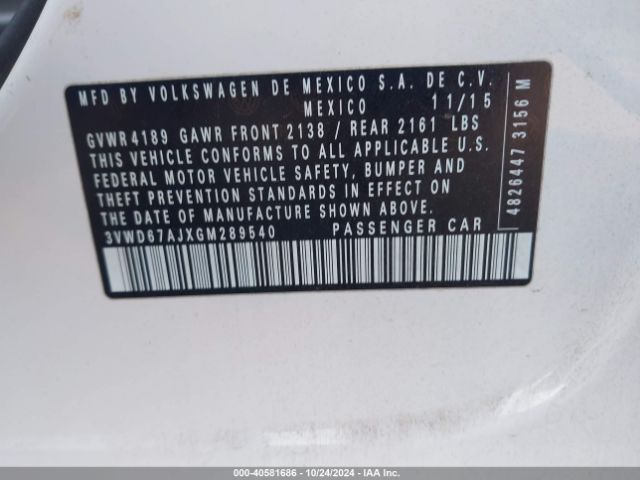 MFD BY VOLKSWAGEN DE MEXICO S.A. DE C.V.
MEXICO 11/15
GVWR 4189 GAWR FRONT 2138 / REAR 2161 LBS
THIS VEHICLE CONFORMS TO ALL APPLICABLE U.S.
FEDERAL MOTOR VEHICLE SAFETY, BUMPER AND
THEFT PREVENTION STANDARDS IN EFFECT ON
THE DATE OF MANUFACTURE SHOWN ABOVE.
3VWD67AJXGM289540 PASSENGER CAR
4826447 3156 M
000-40581686 - 10/24/2024 - IAA Inc.